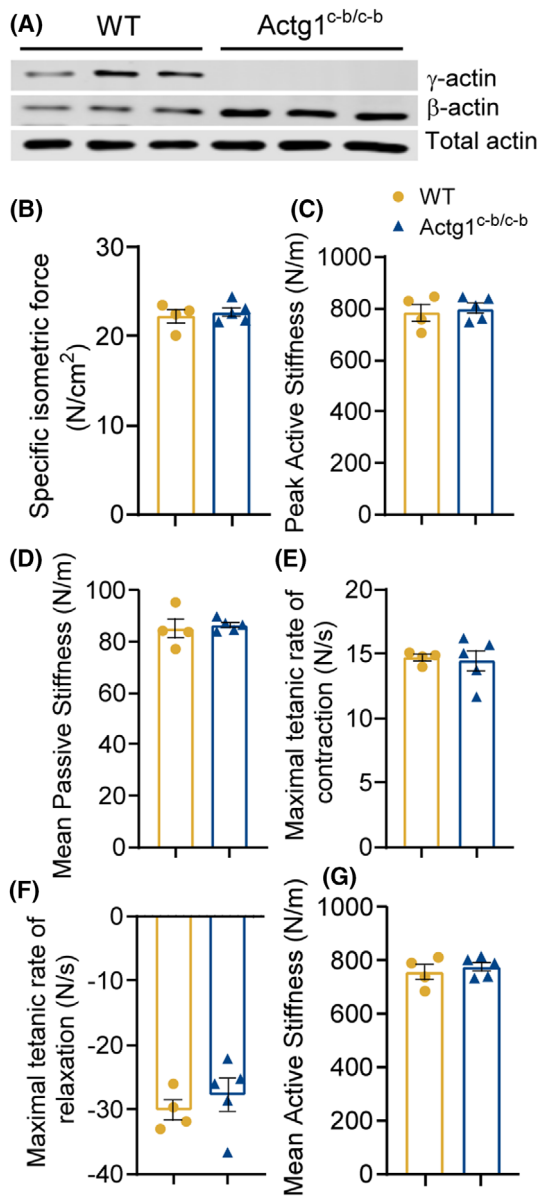 (A)
WT Actg1c-b/c-b
γ-actin
β-actin
Total actin
WT
Actg1c-b/c-b
(B)
Specific isometric force
(N/cm2)
30
20
10
0
(C)
Peak Active Stiffness (N/m)
1000
800
600
400
200
0
(D)
Mean Passive Stiffness (N/m)
100
80
60
40
20
0
(E)
Maximal tetanic rate of
contraction (N/s)
20
15
10
5
0
(F)
Maximal tetanic rate of
relaxation (N/s)
0
-10
-20
-30
-40
(G)
Mean Active Stiffness (N/m)
1000
800
600
400
200
0